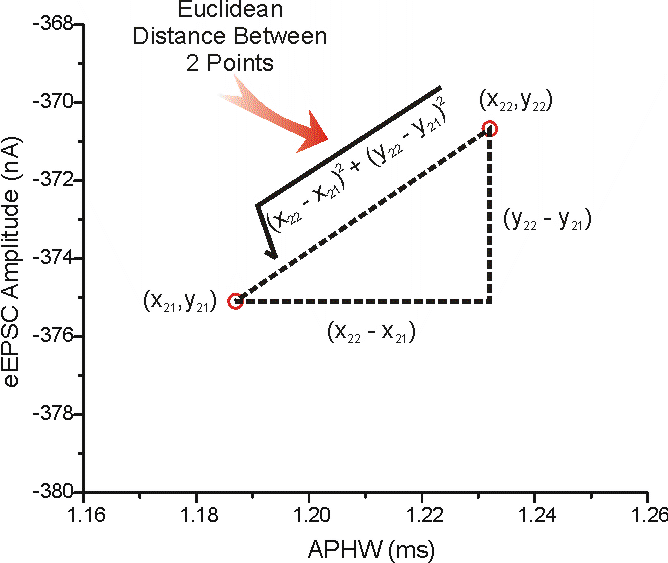 Euclidean
Distance Between
2 Points
(x₂₂ - x₂₁)² + (y₂₂ - y₂₁)²
(x₂₂,y₂₂)
(y₂₂ - y₂₁)
(x₂₁,y₂₁)
(x₂₂ - x₂₁)
eEPSC Amplitude (nA)
-368
-370
-372
-374
-376
-378
-380
1.16
1.18
1.20
1.22
1.24
1.26
APHW (ms)